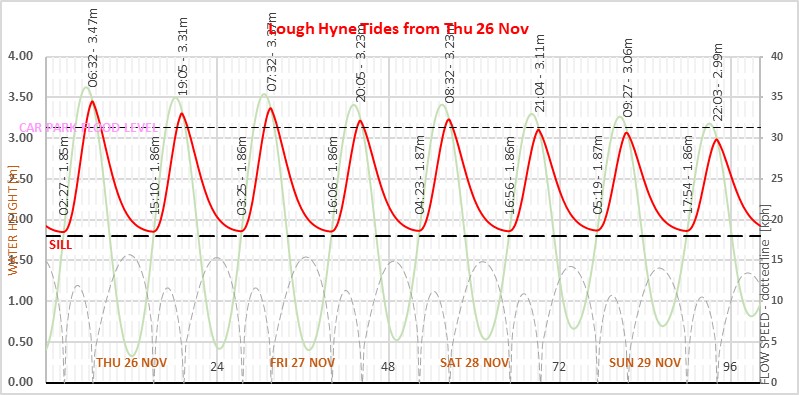 Lough Hyne Tides from Thu 26 Nov
06:32 - 3.47m
19:05 - 3.31m
07:32 - 3.37m
20:05 - 3.23m
08:32 - 3.23m
21:04 - 3.11m
09:27 - 3.06m
22:03 - 2.99m
4.00
3.50
3.00
2.50
2.00
1.50
1.00
0.50
0.00
WATER HEIGHT [m]
CAR PARK FLOOD LEVEL
02:27 - 1.85m
15:10 - 1.86m
03:25 - 1.86m
16:06 - 1.86m
04:23 - 1.87m
16:56 - 1.86m
05:19 - 1.87m
17:54 - 1.86m
SILL
THU 26 NOV
24
FRI 27 NOV
48
SAT 28 NOV
72
SUN 29 NOV
96
40
35
30
25
20
15
10
5
0
FLOW SPEED - dotted line [kph]